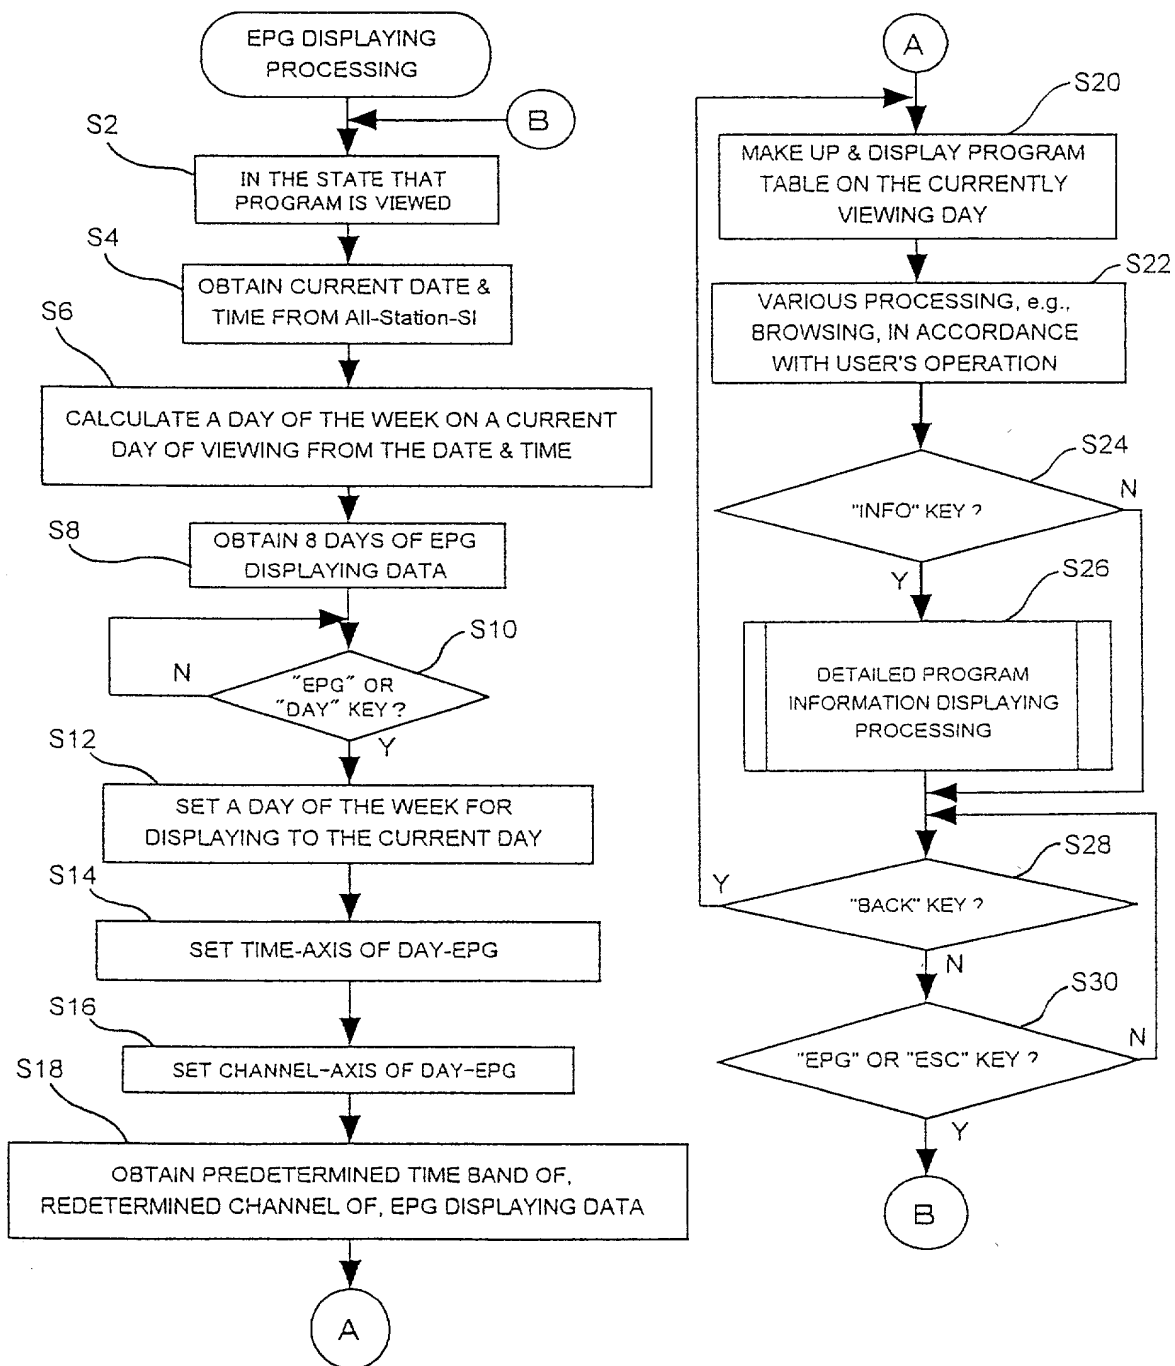 EPG DISPLAYING
PROCESSING
B
S2
IN THE STATE THAT
PROGRAM IS VIEWED
S4
OBTAIN CURRENT DATE &
TIME FROM All-Station-SI
S6
CALCULATE A DAY OF THE WEEK ON A CURRENT
DAY OF VIEWING FROM THE DATE & TIME
S8
OBTAIN 8 DAYS OF EPG
DISPLAYING DATA
S10
N
"EPG" OR
"DAY" KEY?
Y
S12
SET A DAY OF THE WEEK FOR
DISPLAYING TO THE CURRENT DAY
S14
SET TIME-AXIS OF DAY-EPG
S16
SET CHANNEL-AXIS OF DAY-EPG
S18
OBTAIN PREDETERMINED TIME BAND OF,
REDETERMINED CHANNEL OF, EPG DISPLAYING DATA
A
A
S20
MAKE UP & DISPLAY PROGRAM
TABLE ON THE CURRENTLY
VIEWING DAY
S22
VARIOUS PROCESSING, e.g.,
BROWSING, IN ACCORDANCE
WITH USER'S OPERATION
S24
N
"INFO" KEY?
Y
S26
DETAILED PROGRAM
INFORMATION DISPLAYING
PROCESSING
S28
Y
"BACK" KEY?
N
S30
N
"EPG" OR "ESC" KEY?
Y
B